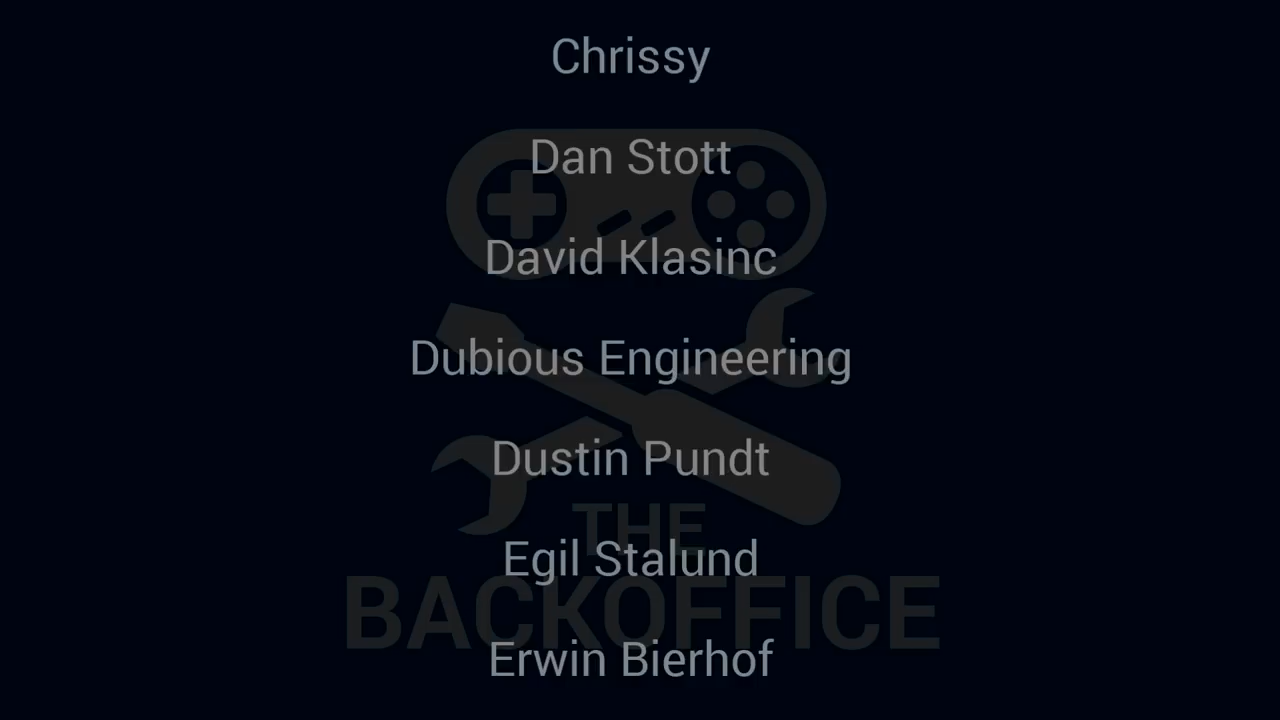 Chrissy
Dan Stott
David Klasinc
Dubious Engineering
Dustin Pundt
THE
Egil Stalund
BACKOFFICE
Erwin Bierhof